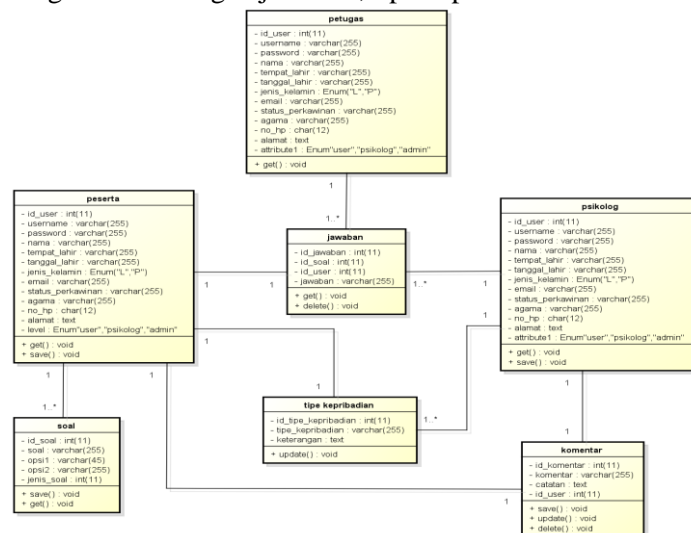 petugas
- id_user : int(11)
- username : varchar(255)
- password : varchar(255)
- nama : varchar(255)
- tempat_lahir : varchar(255)
- tanggal_lahir : varchar(255)
- jenis_kelamin : Enum("L","P")
- email : varchar(255)
- status_perkawinan : varchar(255)
- agama : varchar(255)
- no_hp : char(12)
- alamat : text
- attribute1 : Enum"user","psikolog","admin"
+ get() : void
1
1..*
peserta
- id_user : int(11)
- username : varchar(255)
- password : varchar(255)
- nama : varchar(255)
- tempat_lahir : varchar(255)
- tanggal_lahir : varchar(255)
- jenis_kelamin : Enum("L","P")
- email : varchar(255)
- status_perkawinan : varchar(255)
- agama : varchar(255)
- no_hp : char(12)
- alamat : text
- level : Enum"user","psikolog","admin"
+ get() : void
+ save() : void
1
1
1
1
1..*
jawaban
- id_jawaban : int(11)
- id_soal : int(11)
- id_user : int(11)
- jawaban : varchar(255)
+ get() : void
+ delete() : void
1
1..*
psikolog
- id_user : int(11)
- username : varchar(255)
- password : varchar(255)
- nama : varchar(255)
- tempat_lahir : varchar(255)
- tanggal_lahir : varchar(255)
- jenis_kelamin : Enum("L","P")
- email : varchar(255)
- status_perkawinan : varchar(255)
- agama : varchar(255)
- no_hp : char(12)
- alamat : text
- attribute1 : Enum"user","psikolog","admin"
+ get() : void
+ save() : void
1
1
1
soal
- id_soal : int(11)
- soal : varchar(255)
- opsi1 : varchar(45)
- opsi2 : varchar(255)
- jenis_soal : int(11)
+ save() : void
+ get() : void
1
tipe kepribadian
- id_tipe_kepribadian : int(11)
- tipe_kepribadian : varchar(255)
- keterangan : text
+ update() : void
1..*
1
komentar
- id_komentar : int(11)
- komentar : varchar(255)
- catatan : text
- id_user : int(11)
+ save() : void
+ update() : void
+ delete() : void
1